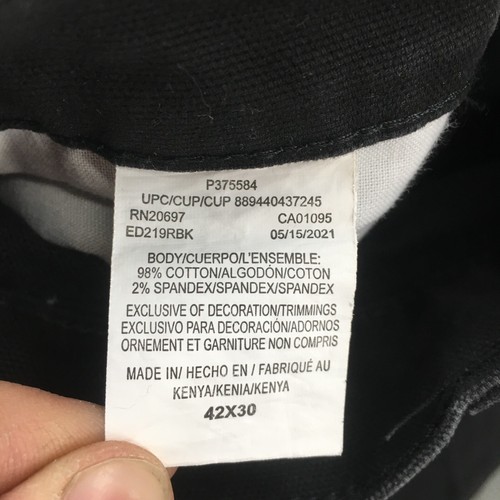 P375584
UPC/CUP/CUP 889440437245
RN20697 CA01095
ED219RBK 05/15/2021
BODY/CUERPO/L'ENSEMBLE:
98% COTTON/ALGODÓN/COTON
2% SPANDEX/SPANDEX/SPANDEX
EXCLUSIVE OF DECORATION/TRIMMINGS
EXCLUSIVO PARA DECORACIÓN/ADORNOS
ORNEMENT ET GARNITURE NON COMPRIS
MADE IN/ HECHO EN / FABRIQUÉ AU
KENYA/KENIA/KENYA
42X30